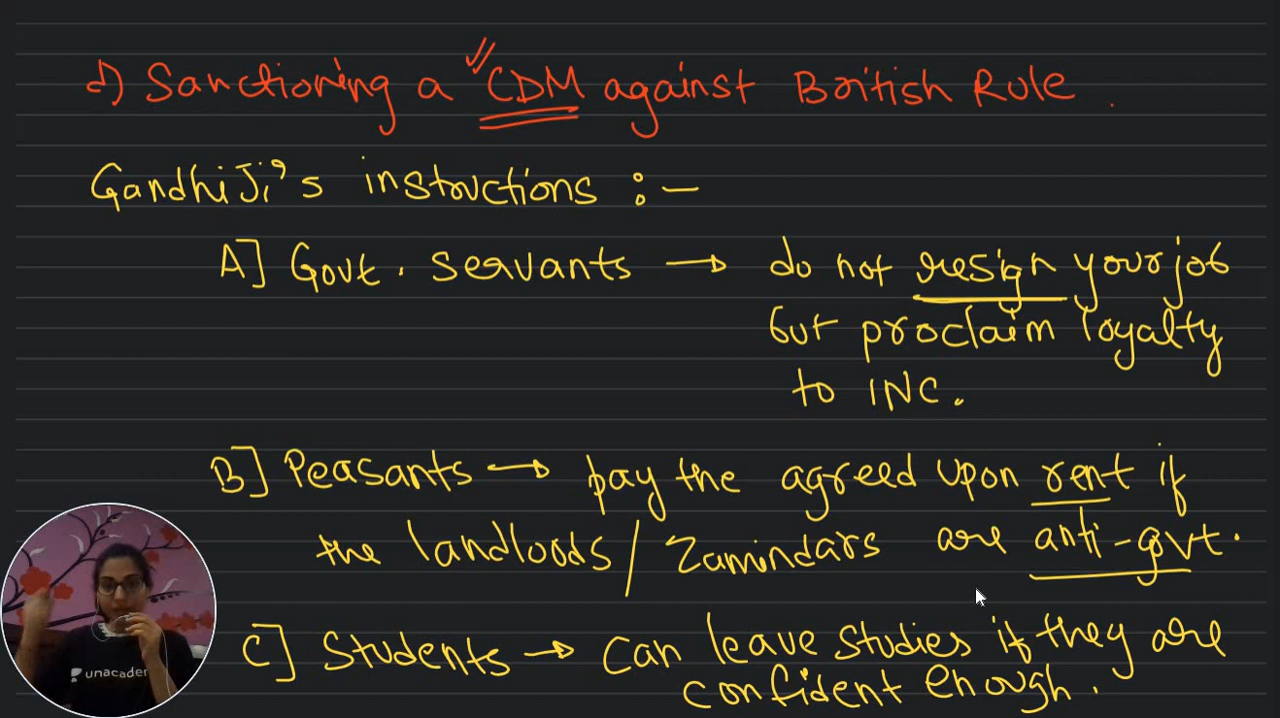 d) Sanctioning a CDM against British Rule.
GandhiJi's instructions :-
A] Govt. servants → do not resign your job
but proclaim loyalty
to INC.
B] Peasants → pay the agreed upon rent if
the landlords / Zamindars are anti-govt.
C] Students → Can leave studies if they are
confident enough.
unacademy